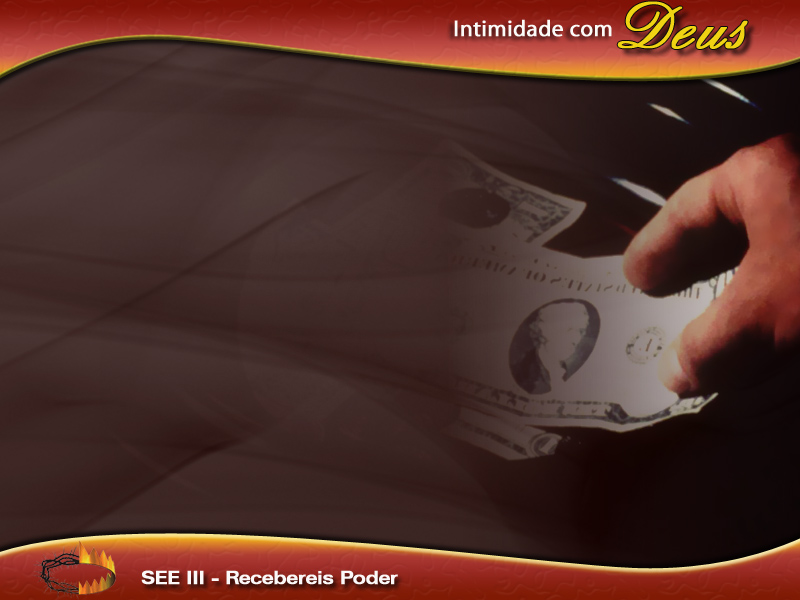 Intimidade com Deus
SEE III - Recebereis Poder